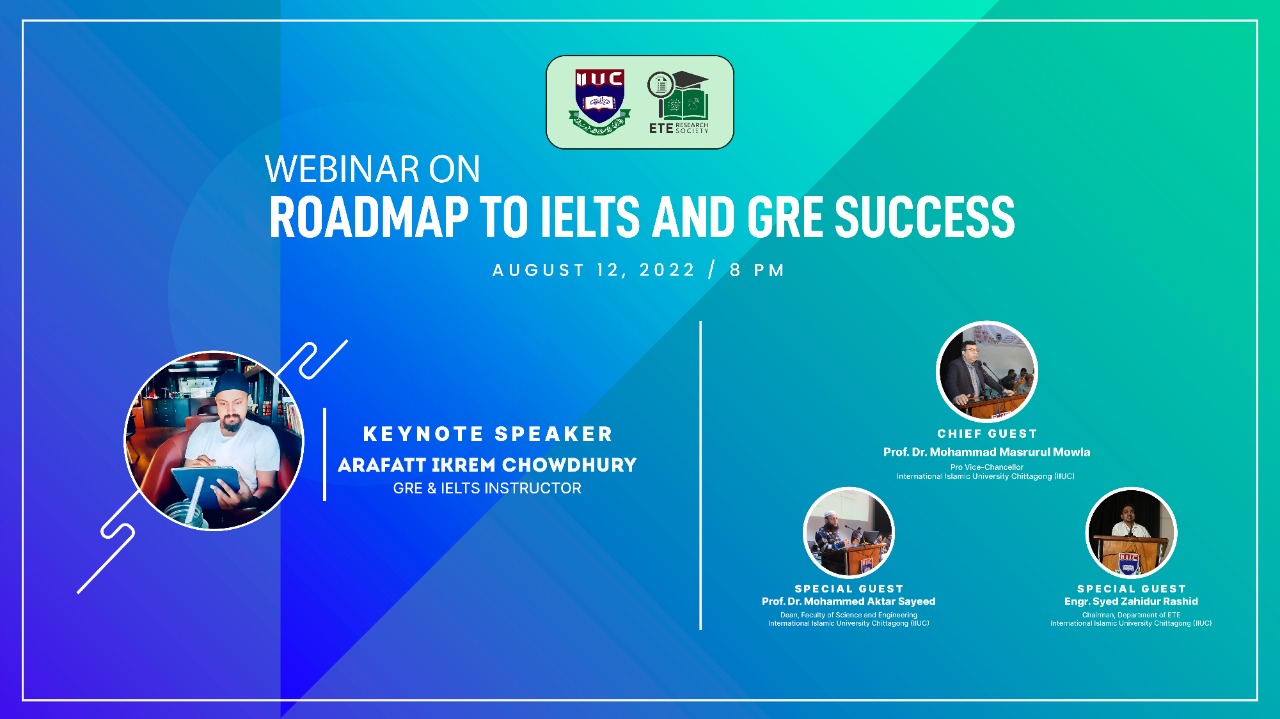 IIUC
ETE RESEARCH
SOCIETY
WEBINAR ON
ROADMAP TO IELTS AND GRE SUCCESS
AUGUST 12, 2022 / 8 PM
KEYNOTE SPEAKER
ARAFATT IKREM CHOWDHURY
GRE & IELTS INSTRUCTOR
CHIEF GUEST
Prof. Dr. Mohammad Masrurul Mowla
Pro Vice-Chancellor
International Islamic University Chittagong (IIUC)
SPECIAL GUEST
Prof. Dr. Mohammed Aktar Sayeed
Dean, Faculty of Science and Engineering
International Islamic University Chittagong (IIUC)
SPECIAL GUEST
Engr. Syed Zahidur Rashid
Chairman, Department of ETE
International Islamic University Chittagong (IIUC)